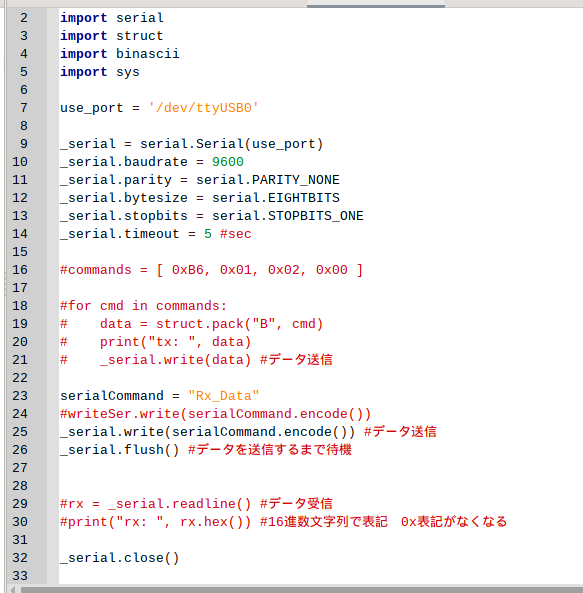 2 import serial
3 import struct
4 import binascii
5 import sys
6
7 use_port = '/dev/ttyUSB0'
8
9 _serial = serial.Serial(use_port)
10 _serial.baudrate = 9600
11 _serial.parity = serial.PARITY_NONE
12 _serial.bytesize = serial.EIGHTBITS
13 _serial.stopbits = serial.STOPBITS_ONE
14 _serial.timeout = 5 #sec
15
16 #commands = [ 0xB6, 0x01, 0x02, 0x00 ]
17
18 #for cmd in commands:
19 #    data = struct.pack("B", cmd)
20 #    print("tx: ", data)
21 #    _serial.write(data) #データ送信
22
23 serialCommand = "Rx_Data"
24 #writeSer.write(serialCommand.encode())
25 _serial.write(serialCommand.encode()) #データ送信
26 _serial.flush() #データを送信するまで待機
27
28
29 #rx = _serial.readline() #データ受信
30 #print("rx: ", rx.hex()) #16進数文字列で表記　0x表記がなくなる
31
32 _serial.close()
33